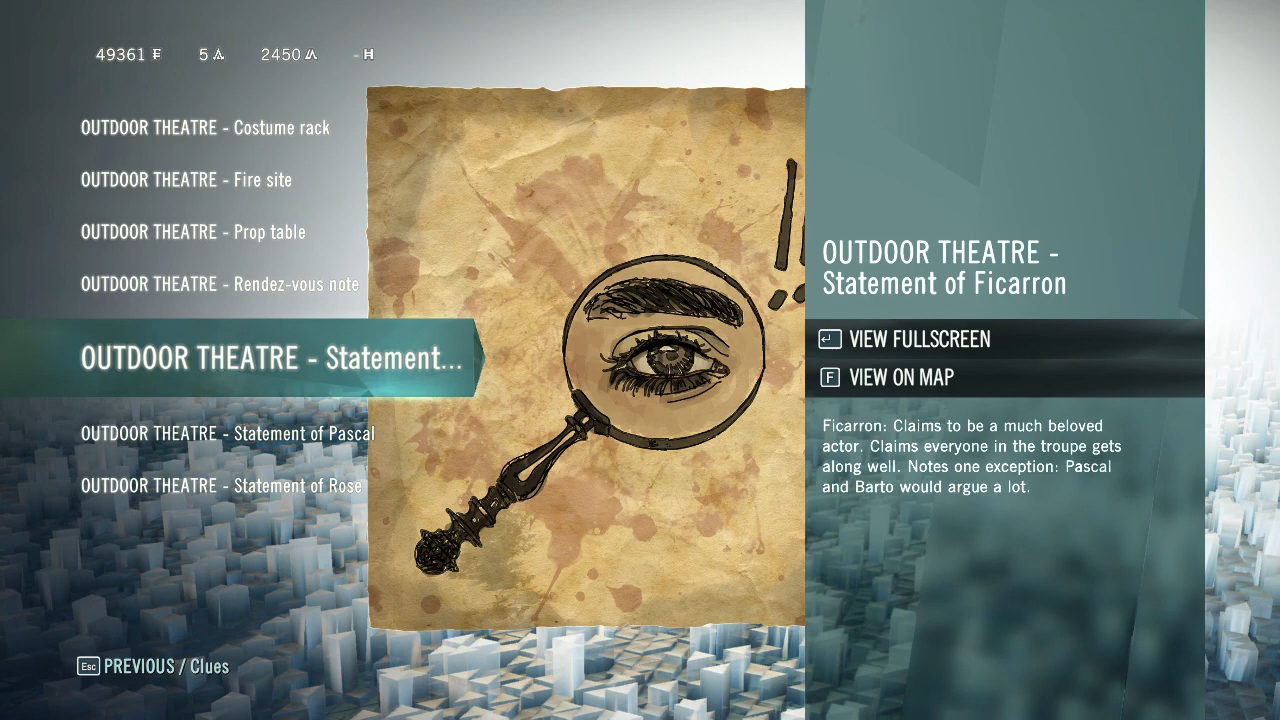 49361 5 2450 -
OUTDOOR THEATRE - Costume rack
OUTDOOR THEATRE - Fire site
OUTDOOR THEATRE - Prop table
OUTDOOR THEATRE - Rendez-vous note
OUTDOOR THEATRE - Statement...
OUTDOOR THEATRE - Statement of Pascal
OUTDOOR THEATRE - Statement of Rose
Esc PREVIOUS / Clues
OUTDOOR THEATRE -
Statement of Ficarron
VIEW FULLSCREEN
F VIEW ON MAP
Ficarron: Claims to be a much beloved
actor. Claims everyone in the troupe gets
along well. Notes one exception: Pascal
and Barto would argue a lot.